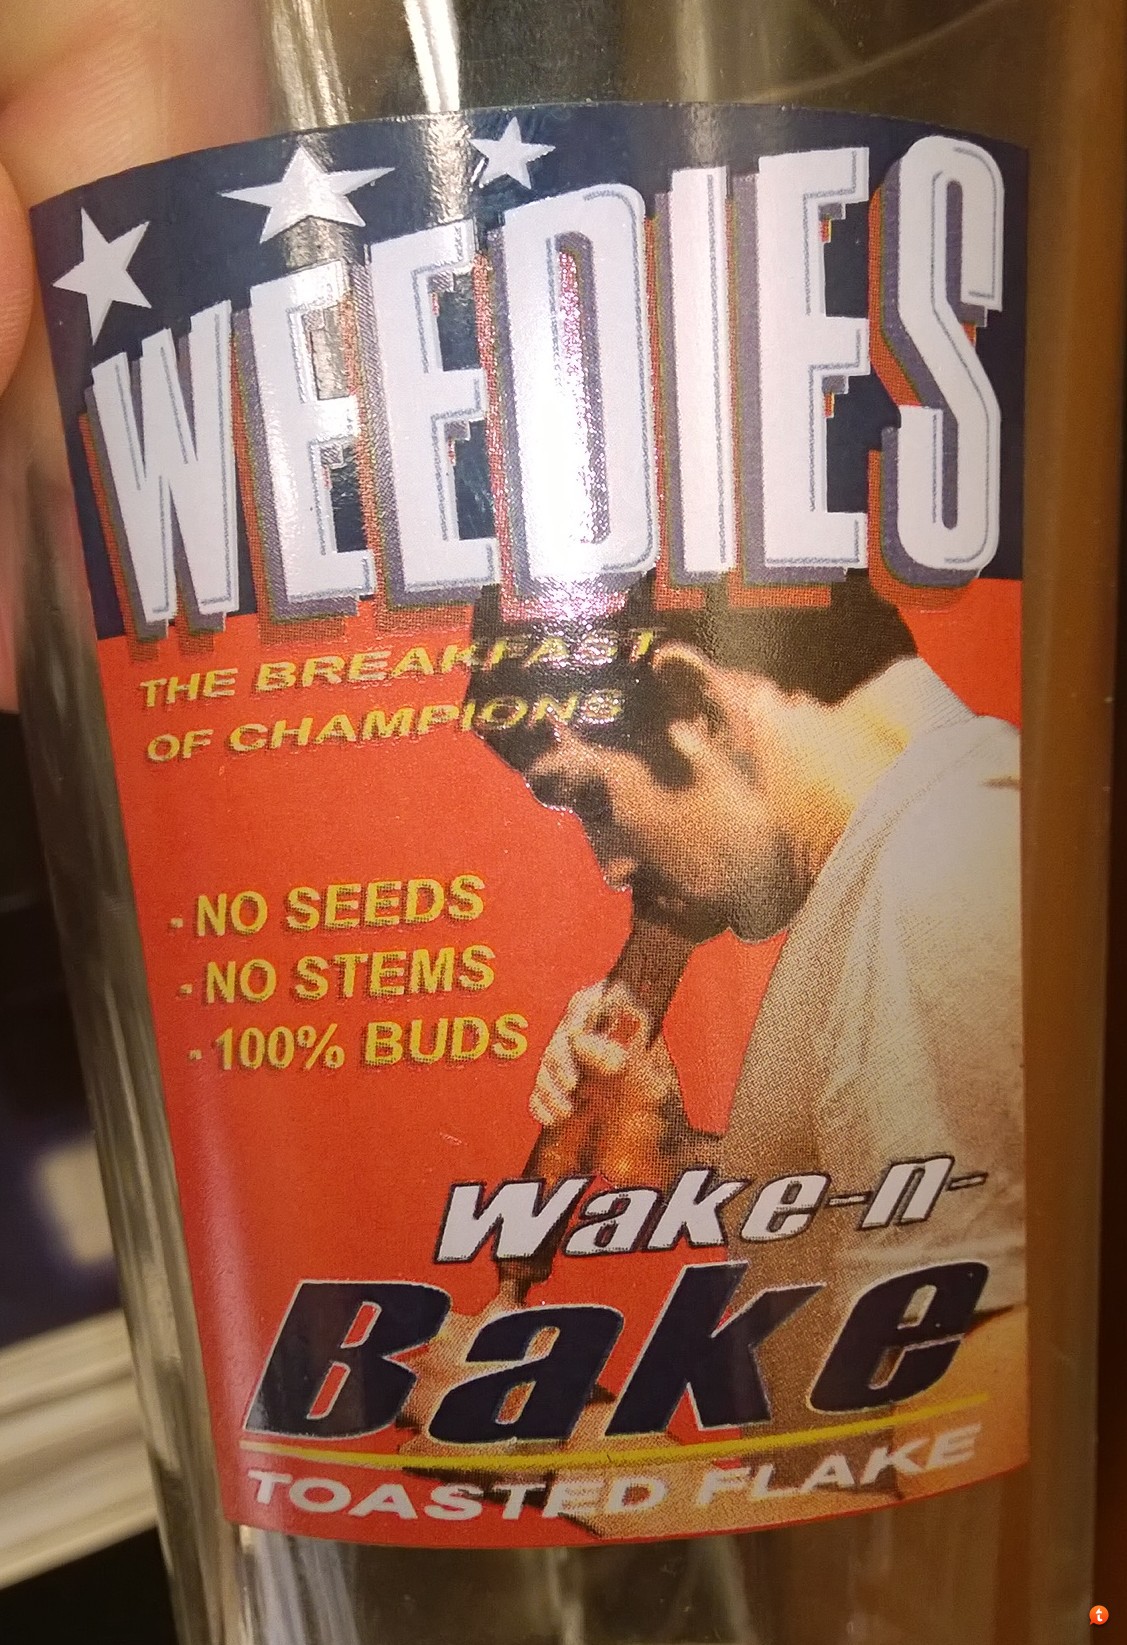 WEEDIES
THE BREAKFAST
OF CHAMPIONS
- NO SEEDS
- NO STEMS
- 100% BUDS
Wake-n-
Bake
TOASTED FLAKE
t